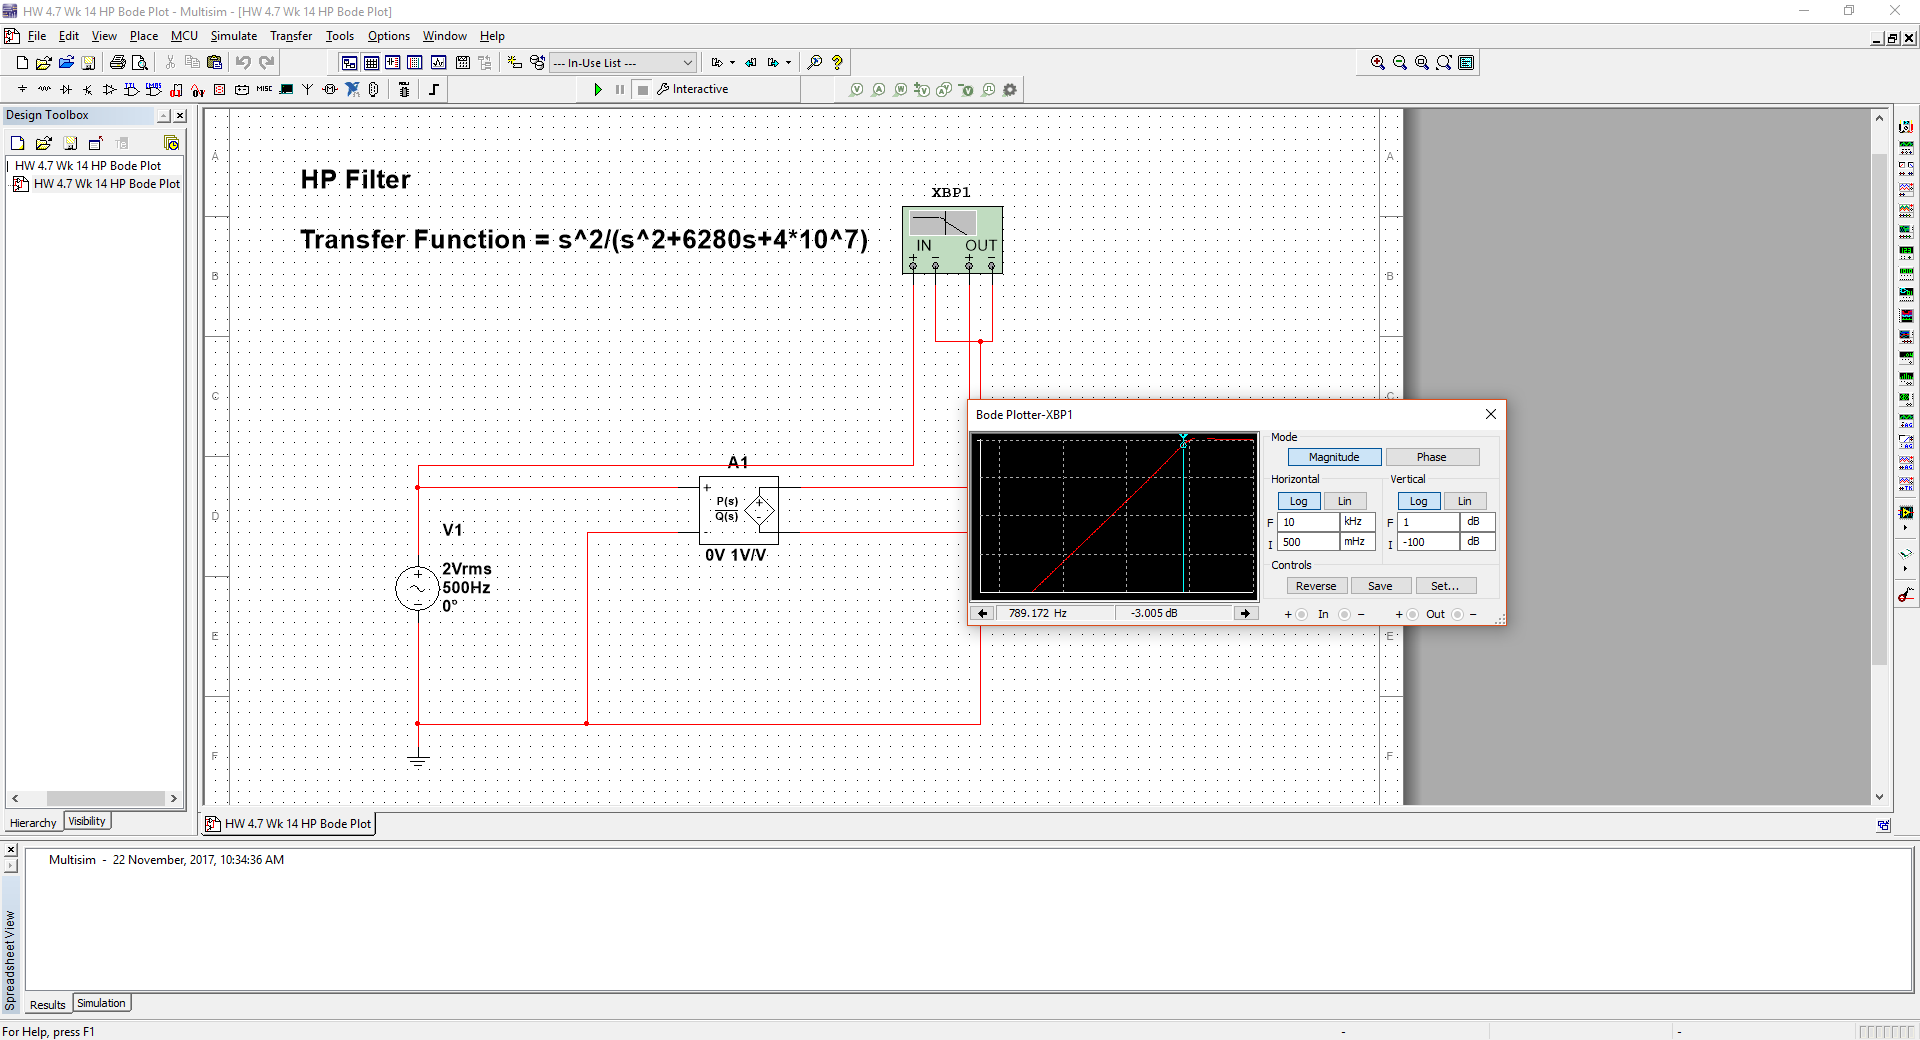 HW 4.7 Wk 14 HP Bode Plot - Multisim - [HW 4.7 Wk 14 HP Bode Plot]
File Edit View Place MCU Simulate Transfer Tools Options Window Help
--- In-Use List ---
Interactive
Design Toolbox
HW 4.7 Wk 14 HP Bode Plot
HW 4.7 Wk 14 HP Bode Plot
Hierarchy Visibility
A A
B B
C C
D
E E
F F
HP Filter
Transfer Function = s^2/(s^2+6280s+4*10^7)
XBP1
IN OUT
+ − + −
A1
+
P(s)
Q(s)
+
-
0V 1V/V
V1
+
2Vrms
500Hz
0°
Bode Plotter-XBP1
Mode
Magnitude Phase
Horizontal Vertical
Log Lin Log Lin
F 10 kHz F 1 dB
I 500 mHz I -100 dB
Controls
Reverse Save Set...
789.172 Hz -3.005 dB
+ In − + Out −
HW 4.7 Wk 14 HP Bode Plot
Multisim - 22 November, 2017, 10:34:36 AM
Spreadsheet View
Results Simulation
For Help, press F1
- -